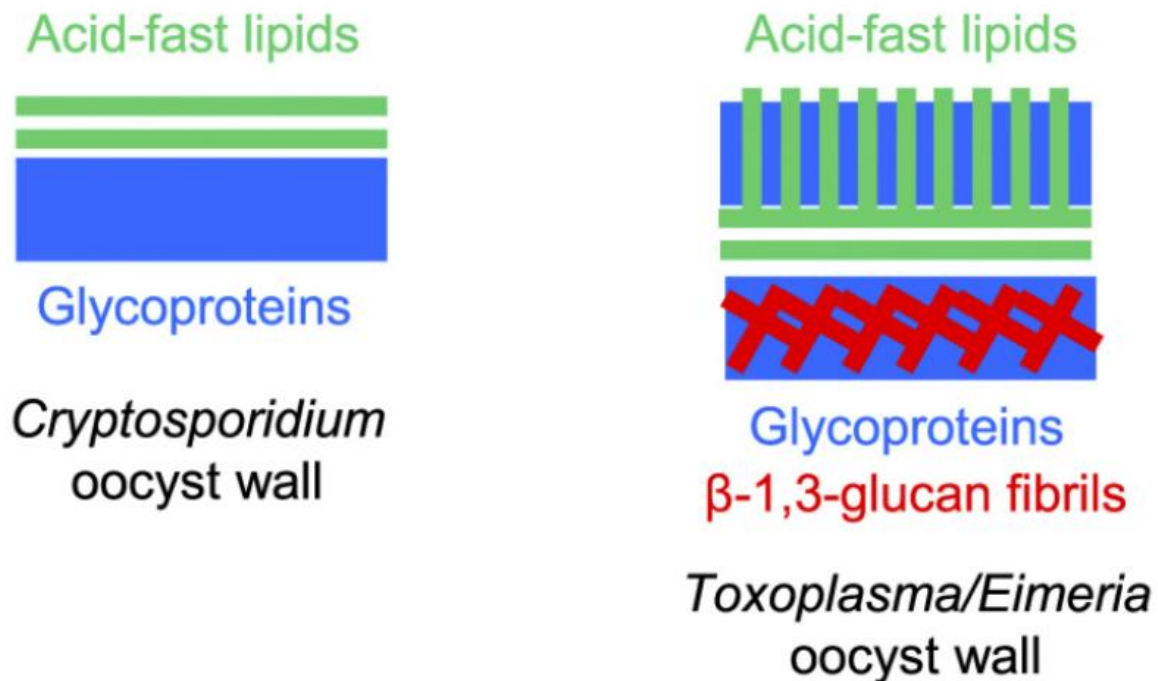 Acid-fast lipids
Glycoproteins
Cryptosporidium
oocyst wall
Acid-fast lipids
Glycoproteins
β-1,3-glucan fibrils
Toxoplasma/Eimeria
oocyst wall